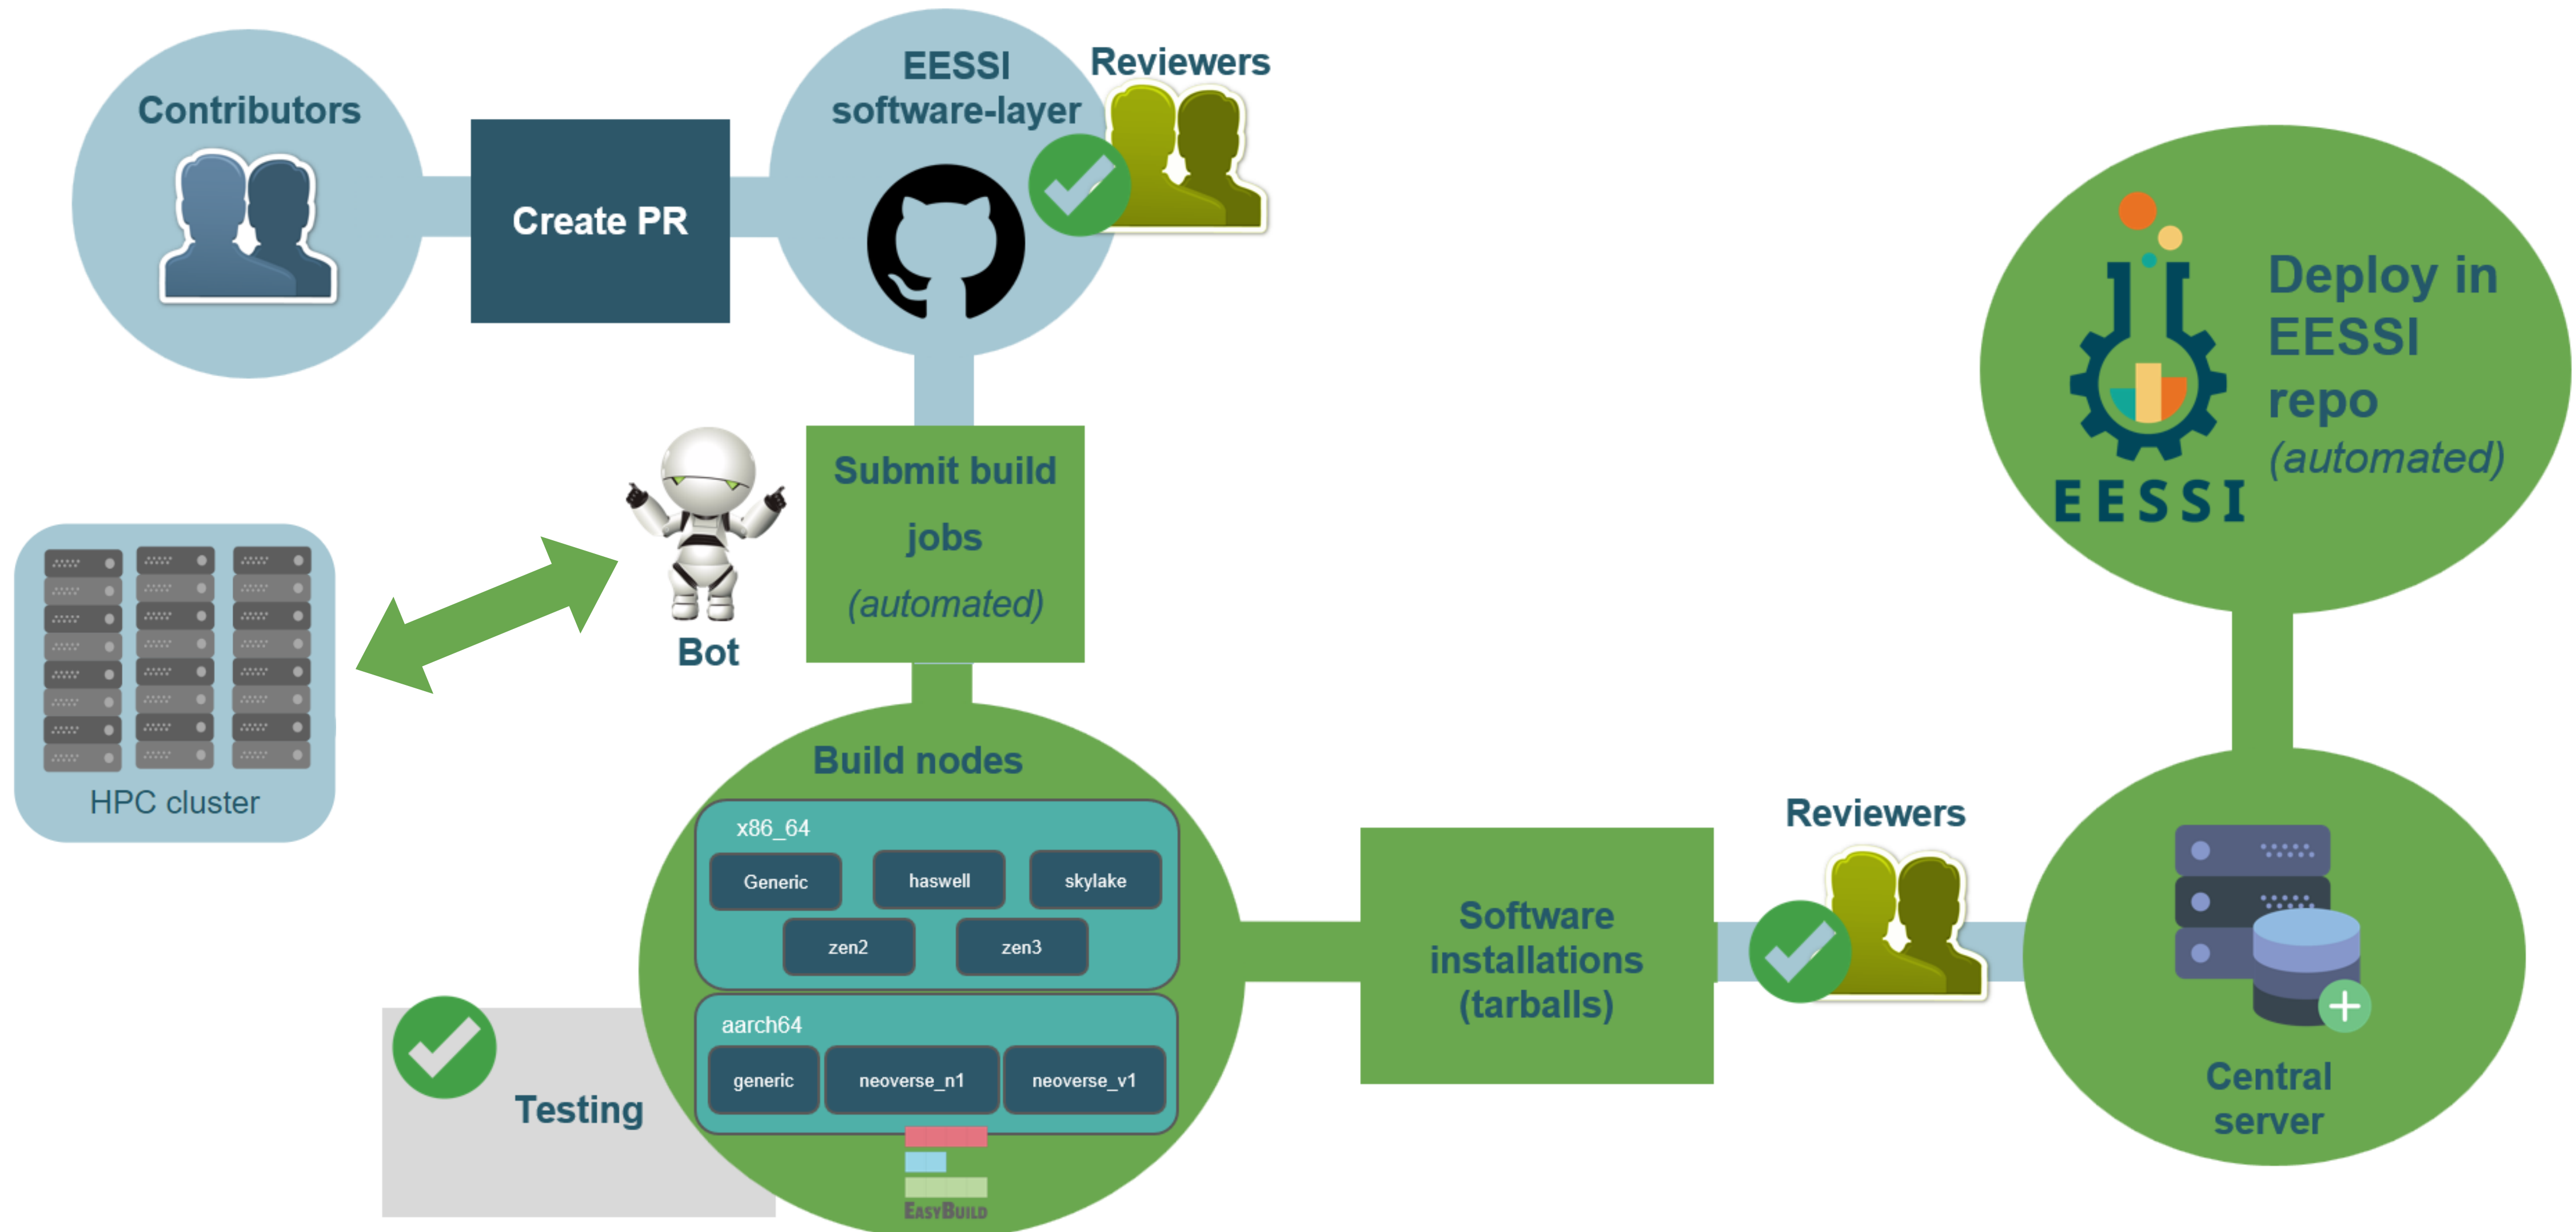 Contributors
Create PR
EESSI
software-layer
Reviewers
Submit build
jobs
(automated)
Bot
HPC cluster
Build nodes
x86_64
Generic
haswell
skylake
zen2
zen3
aarch64
generic
neoverse_n1
neoverse_v1
EASYBUILD
Testing
Software
installations
(tarballs)
Reviewers
Central
server
Deploy in
EESSI
repo
(automated)
EESSI